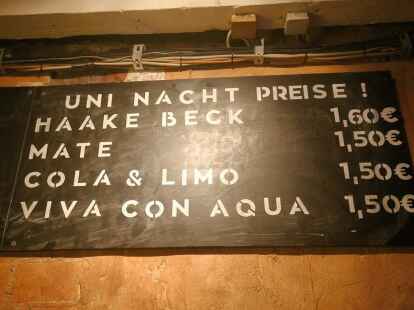 UNI NACHT PREISE !
HAAKE BECK 1,60€
MATE 1,50€
COLA & LIMO 1,50€
VIVA CON AQUA 1,50€